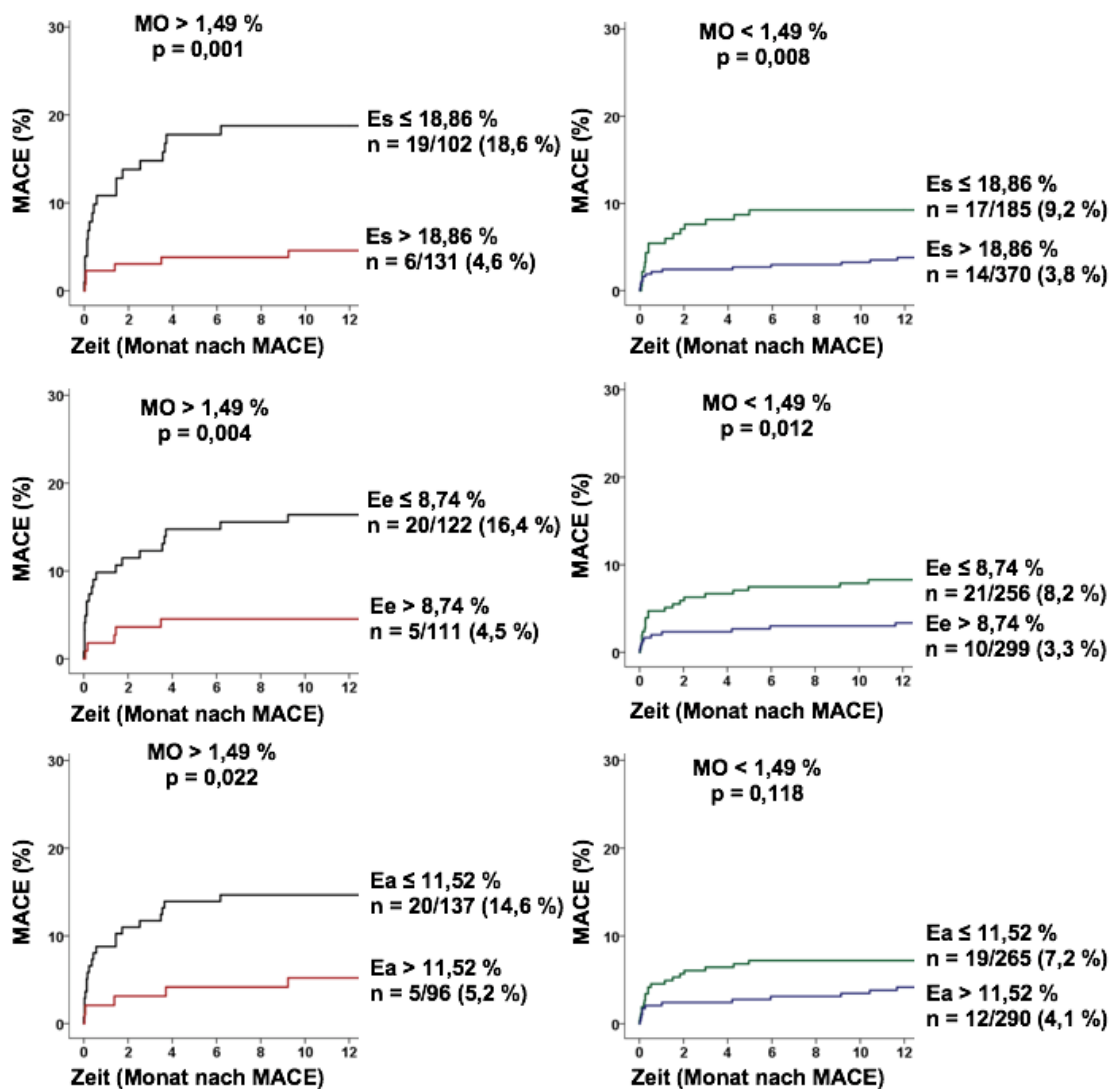 MO > 1,49 %
p = 0,001
MACE (%)
30
20
10
0
Es ≤ 18,86 %
n = 19/102 (18,6 %)
Es > 18,86 %
n = 6/131 (4,6 %)
0 2 4 6 8 10 12
Zeit (Monat nach MACE)
MO < 1,49 %
p = 0,008
MACE (%)
30
20
10
0
Es ≤ 18,86 %
n = 17/185 (9,2 %)
Es > 18,86 %
n = 14/370 (3,8 %)
0 2 4 6 8 10 12
Zeit (Monat nach MACE)
MO > 1,49 %
p = 0,004
MACE (%)
30
20
10
0
Ee ≤ 8,74 %
n = 20/122 (16,4 %)
Ee > 8,74 %
n = 5/111 (4,5 %)
0 2 4 6 8 10 12
Zeit (Monat nach MACE)
MO < 1,49 %
p = 0,012
MACE (%)
30
20
10
0
Ee ≤ 8,74 %
n = 21/256 (8,2 %)
Ee > 8,74 %
n = 10/299 (3,3 %)
0 2 4 6 8 10 12
Zeit (Monat nach MACE)
MO > 1,49 %
p = 0,022
MACE (%)
30
20
10
0
Ea ≤ 11,52 %
n = 20/137 (14,6 %)
Ea > 11,52 %
n = 5/96 (5,2 %)
0 2 4 6 8 10 12
Zeit (Monat nach MACE)
MO < 1,49 %
p = 0,118
MACE (%)
30
20
10
0
Ea ≤ 11,52 %
n = 19/265 (7,2 %)
Ea > 11,52 %
n = 12/290 (4,1 %)
0 2 4 6 8 10 12
Zeit (Monat nach MACE)